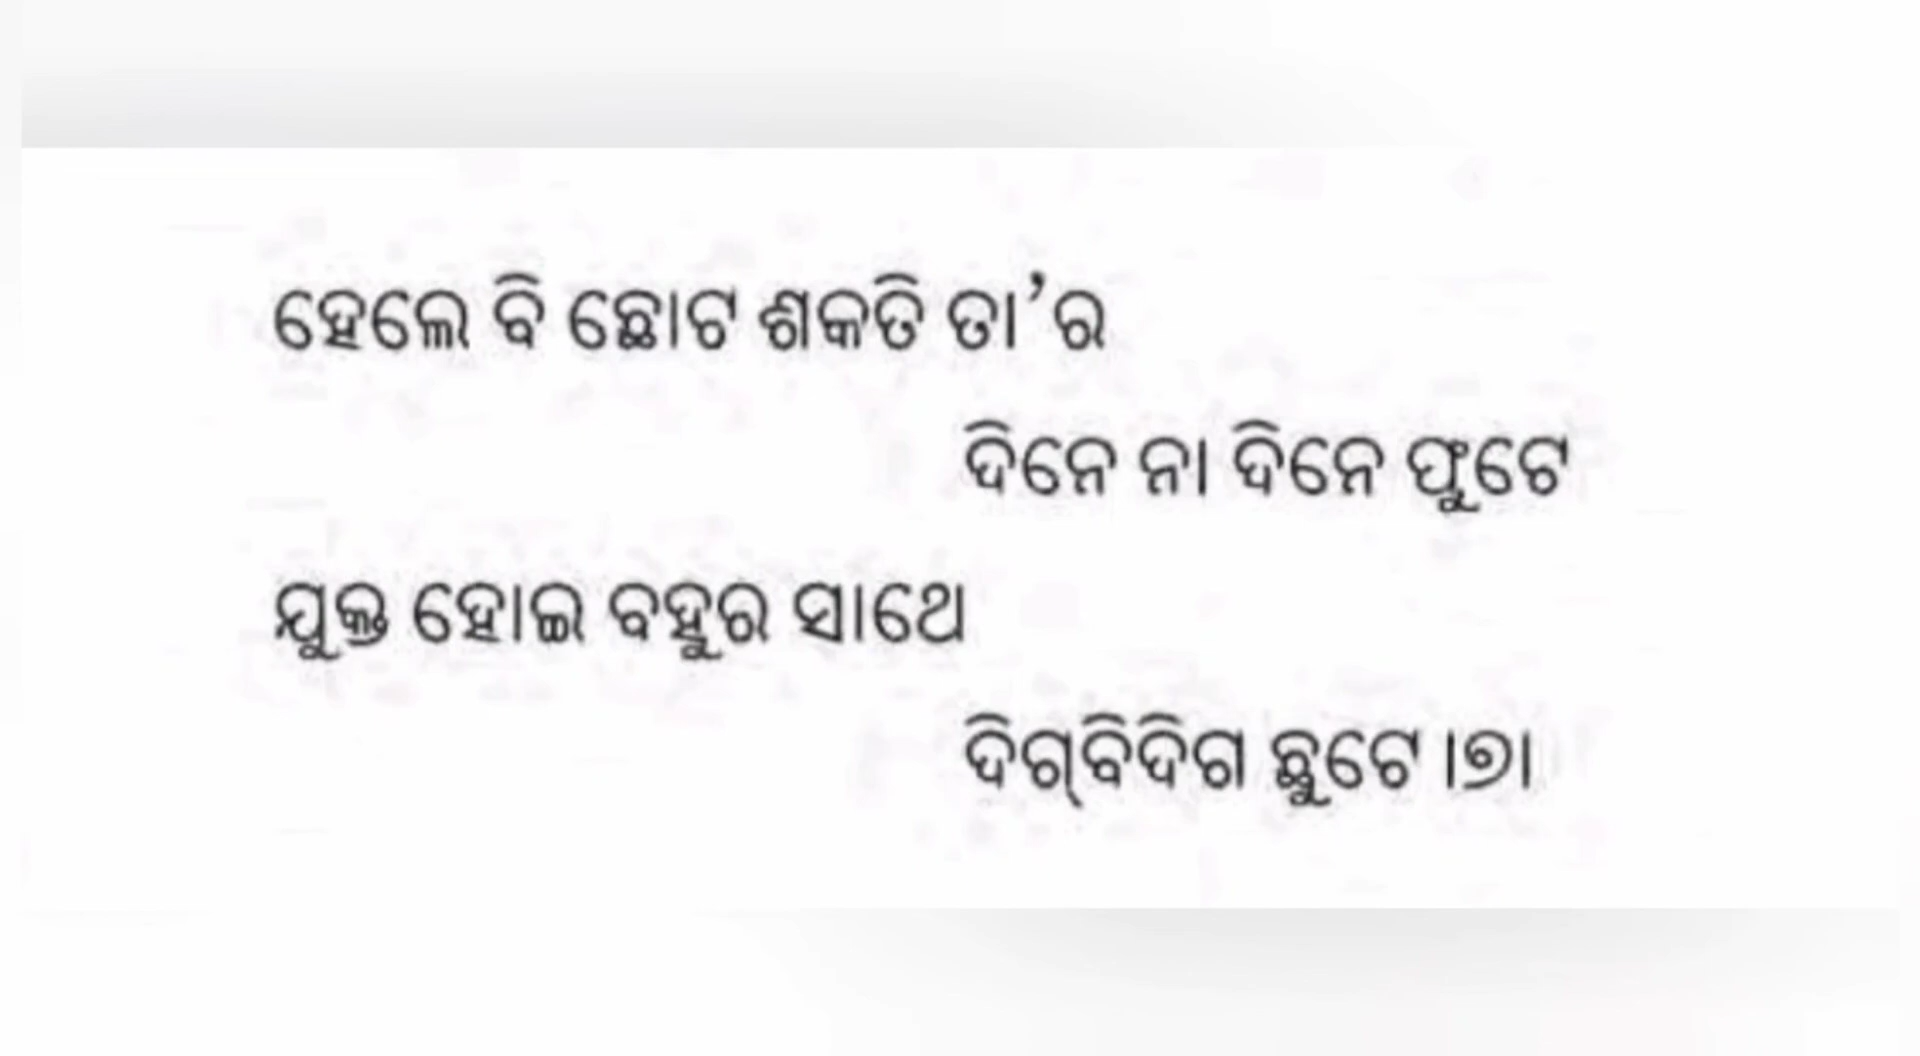 ହେଲେ ବି ଛୋଟ ଶକତି ତା’ର
ଦିନେ ନା ଦିନେ ଫୁଟେ
ଯୁକ୍ତ ହୋଇ ବହୁର ସାଥେ
ଦିଗ୍‌ବିଦିଗ ଛୁଟେ ।୭।